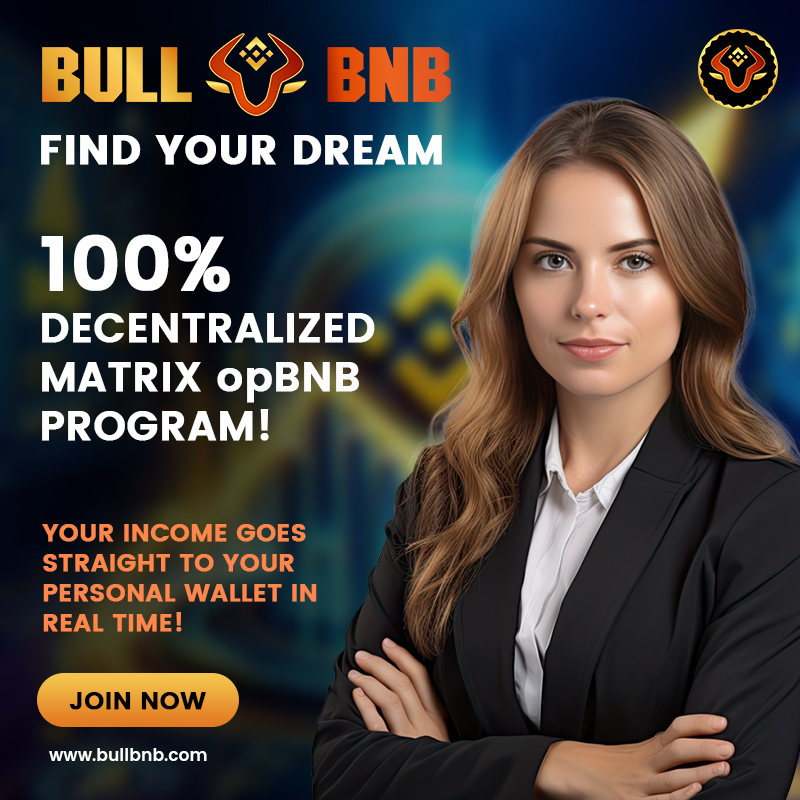 BULL BNB
FIND YOUR DREAM
100%
DECENTRALIZED
MATRIX opBNB
PROGRAM!
YOUR INCOME GOES
STRAIGHT TO YOUR
PERSONAL WALLET IN
REAL TIME!
JOIN NOW
www.bullbnb.com